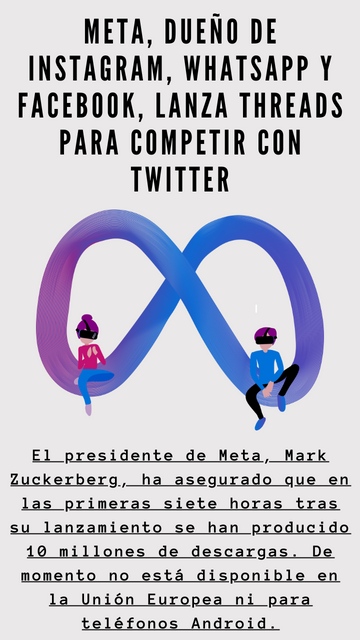 META, DUEÑO DE
INSTAGRAM, WHATSAPP Y
FACEBOOK, LANZA THREADS
PARA COMPETIR CON
TWITTER
El presidente de Meta, Mark
Zuckerberg, ha asegurado que en
las primeras siete horas tras
su lanzamiento se han producido
10 millones de descargas. De
momento no está disponible en
la Unión Europea ni para
teléfonos Android.